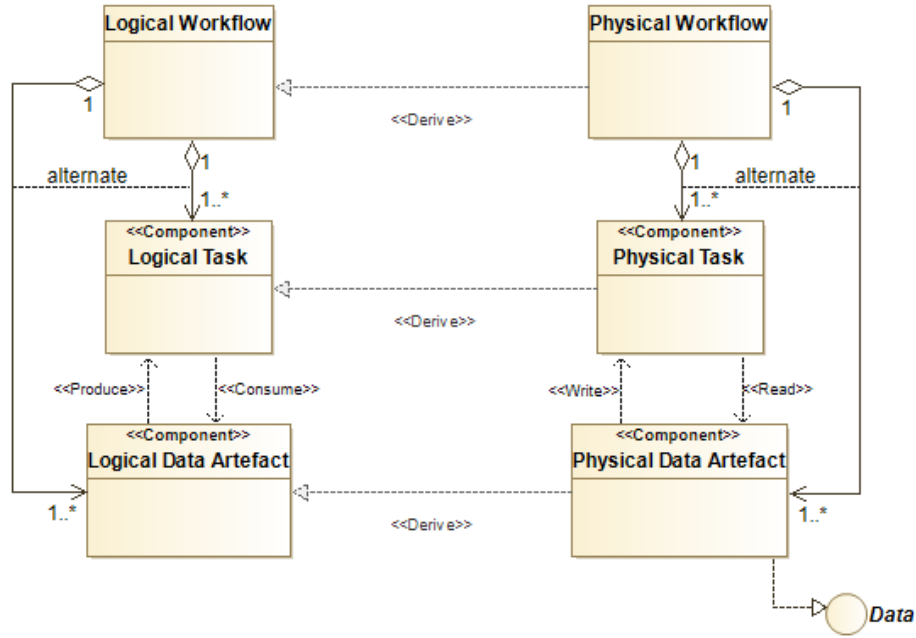 Logical Workflow
Physical Workflow
1
1
<<Derive>>
1
1
alternate
alternate
1..*
1..*
<<Component>>
Logical Task
<<Component>>
Physical Task
<<Derive>>
<<Produce>>
<<Consume>>
<<Write>>
<<Read>>
<<Component>>
Logical Data Artefact
<<Component>>
Physical Data Artefact
1..*
1..*
<<Derive>>
Data